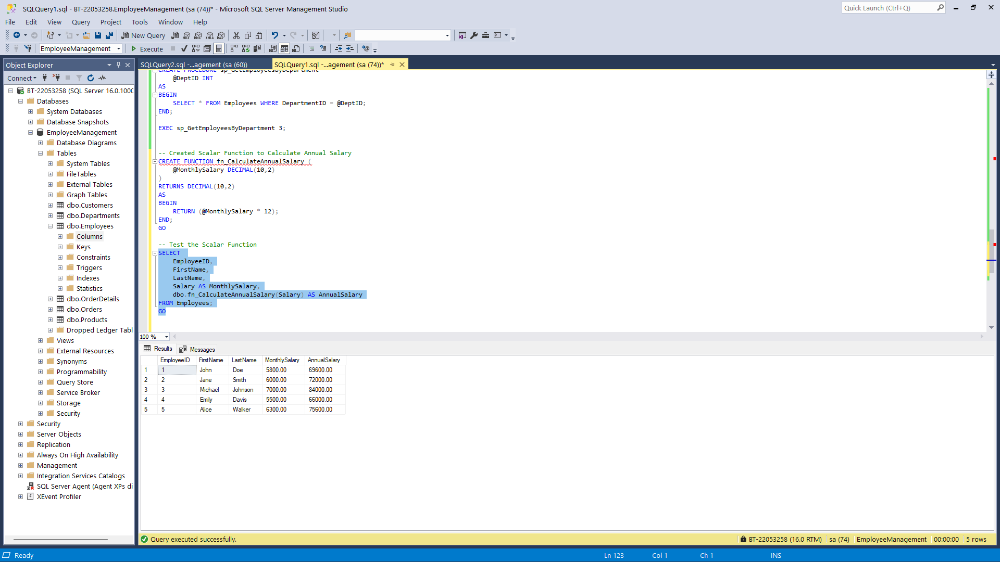 SQLQuery1.sql - BT-22053258.EmployeeManagement (sa (74))* - Microsoft SQL Server Management Studio
Quick Launch (Ctrl+Q)
File Edit View Query Project Tools Window Help
New Query
EmployeeManagement Execute
Object Explorer
Connect
BT-22053258 (SQL Server 16.0.1000
Databases
System Databases
Database Snapshots
EmployeeManagement
Database Diagrams
Tables
System Tables
FileTables
External Tables
Graph Tables
dbo.Customers
dbo.Departments
dbo.Employees
Columns
Keys
Constraints
Triggers
Indexes
Statistics
dbo.OrderDetails
dbo.Orders
dbo.Products
Dropped Ledger Tabl
Views
External Resources
Synonyms
Programmability
Query Store
Service Broker
Storage
Security
Security
Server Objects
Replication
Always On High Availability
Management
Integration Services Catalogs
SQL Server Agent (Agent XPs di
XEvent Profiler
SQLQuery2.sql -...agement (sa (60)) SQLQuery1.sql -...agement (sa (74))*
CREATE PROCEDURE sp_GetEmployeesByDepartment
@DeptID INT
AS
BEGIN
SELECT * FROM Employees WHERE DepartmentID = @DeptID;
END;
EXEC sp_GetEmployeesByDepartment 3;
-- Created Scalar Function to Calculate Annual Salary
CREATE FUNCTION fn_CalculateAnnualSalary (
@MonthlySalary DECIMAL(10,2)
)
RETURNS DECIMAL(10,2)
AS
BEGIN
RETURN (@MonthlySalary * 12);
END;
GO
-- Test the Scalar Function
SELECT
EmployeeID,
FirstName,
LastName,
Salary AS MonthlySalary,
dbo.fn_CalculateAnnualSalary(Salary) AS AnnualSalary
FROM Employees;
GO
100 %
Results Messages
EmployeeID FirstName LastName MonthlySalary AnnualSalary
1 1 John Doe 5800.00 69600.00
2 2 Jane Smith 6000.00 72000.00
3 3 Michael Johnson 7000.00 84000.00
4 4 Emily Davis 5500.00 66000.00
5 5 Alice Walker 6300.00 75600.00
Query executed successfully. BT-22053258 (16.0 RTM) sa (74) EmployeeManagement 00:00:00 5 rows
Ready Ln 123 Col 1 Ch 1 INS